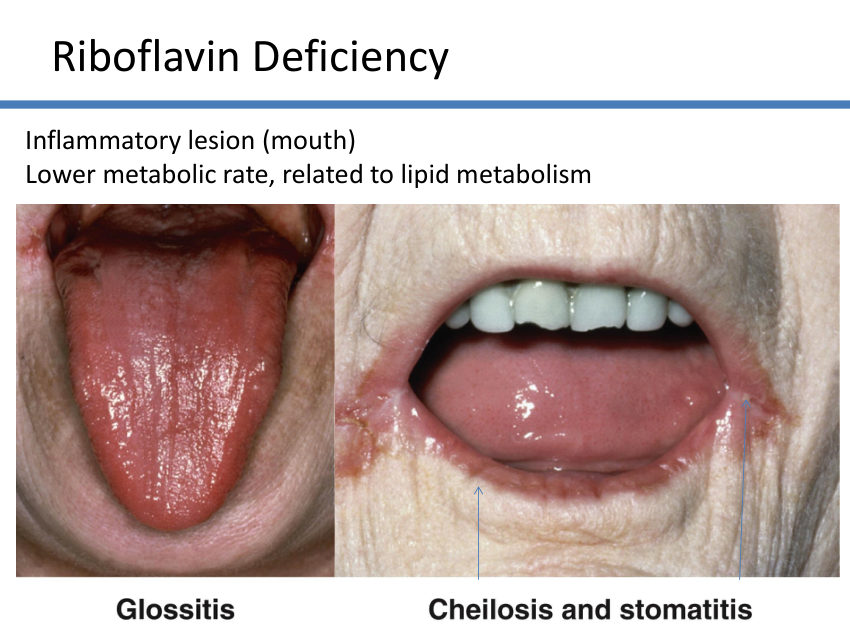 Riboflavin Deficiency
Inflammatory lesion (mouth)
Lower metabolic rate, related to lipid metabolism
Glossitis
Cheilosis and stomatitis